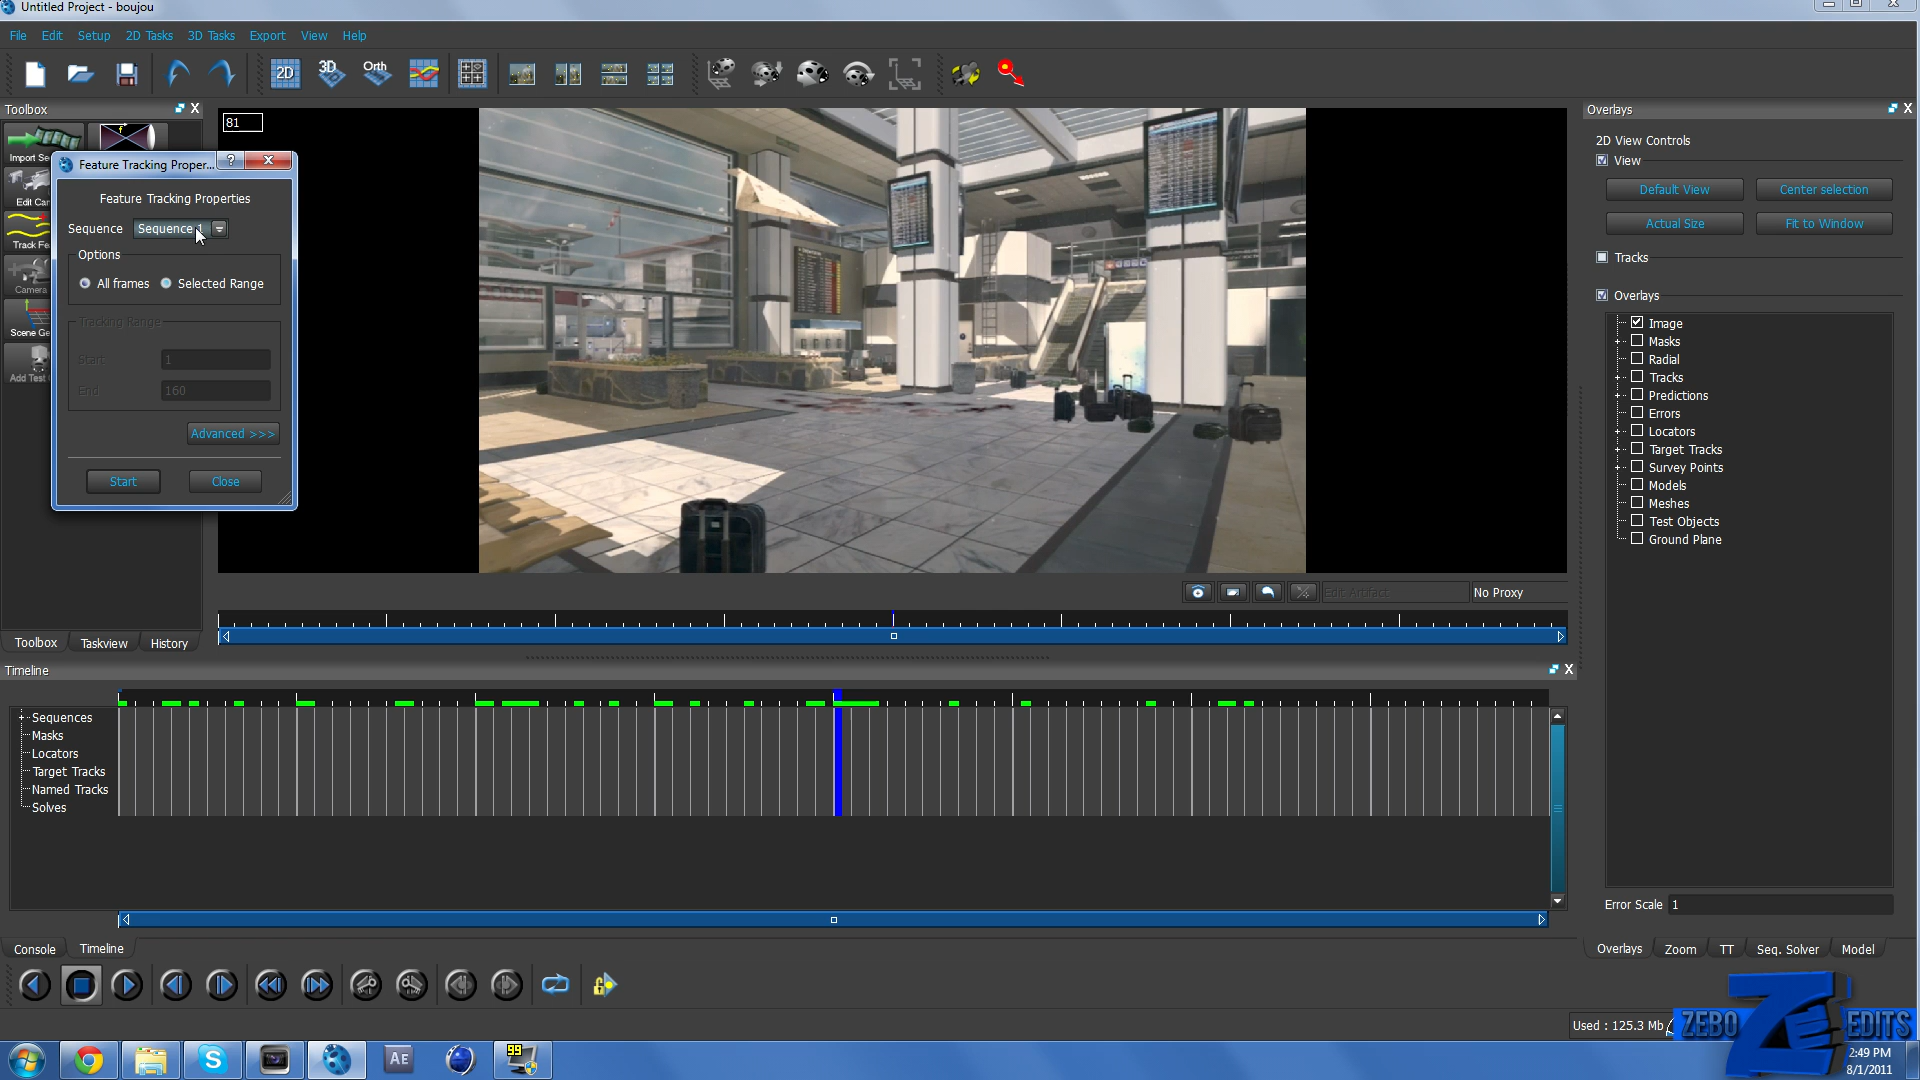 Untitled Project - boujou
File Edit Setup 2D Tasks 3D Tasks Export View Help
2D 3D Orth
Toolbox
Overlays
81
2D View Controls
View
Import Se
Feature Tracking Proper...
Default View Center selection
Edit Car
Feature Tracking Properties
Actual Size Fit to Window
Sequence Sequence 1
Track Fe
Options
Tracks
Camera
All frames Selected Range
Overlays
Tracking Range
Image
Scene Ge
Masks
Start 1
Radial
Add Test
Tracks
End 160
Predictions
Errors
Advanced >>>
Locators
Target Tracks
Survey Points
Start Close
Models
Meshes
Test Objects
Ground Plane
Edit Artifact No Proxy
Toolbox Taskview History
Timeline
Sequences
Masks
Locators
Target Tracks
Named Tracks
Solves
Error Scale 1
Console Timeline
Overlays Zoom TT Seq. Solver Model
Used : 125.3 Mb
ZEBO EDITS
AE
99
2:49 PM
8/1/2011